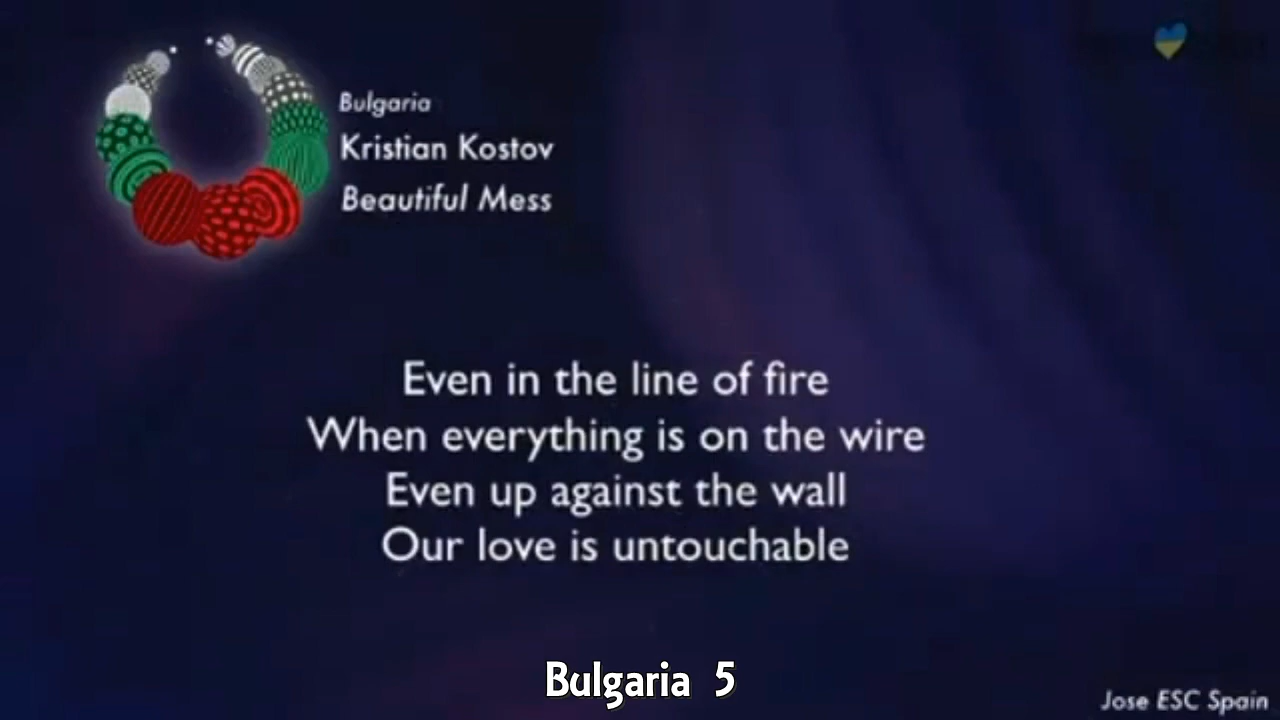 Bulgaria
Kristian Kostov
Beautiful Mess
Even in the line of fire
When everything is on the wire
Even up against the wall
Our love is untouchable
Bulgaria 5
Jose ESC Spain